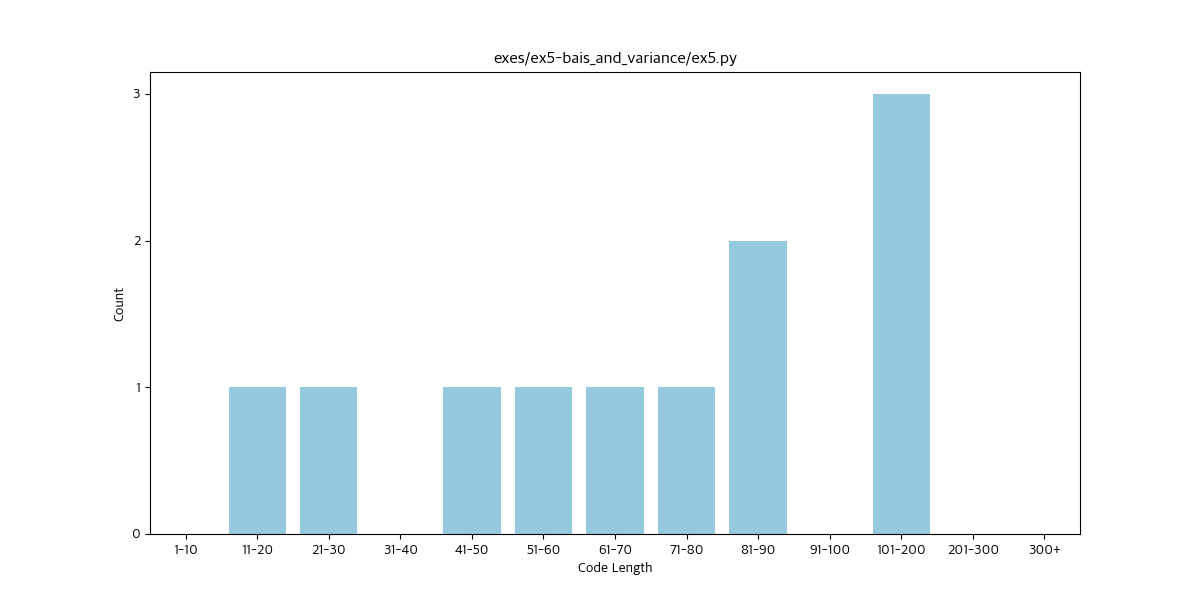 exes/ex5-bais_and_variance/ex5.py
3
2
1
0
Count
1-10 11-20 21-30 31-40 41-50 51-60 61-70 71-80 81-90 91-100 101-200 201-300 300+
Code Length